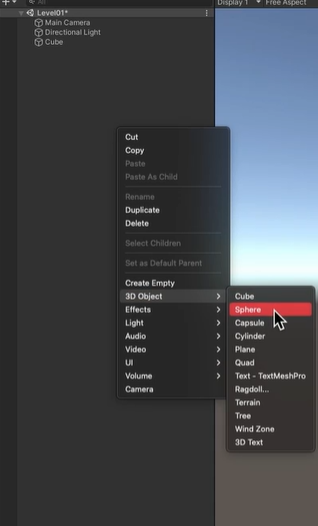 Display 1 Free Aspect
Level01*
Main Camera
Directional Light
Cube
Cut
Copy
Paste
Paste As Child
Rename
Duplicate
Delete
Select Children
Set as Default Parent
Create Empty
3D Object
Effects
Light
Audio
Video
UI
Volume
Camera
Cube
Sphere
Capsule
Cylinder
Plane
Quad
Text - TextMeshPro
Ragdoll...
Terrain
Tree
Wind Zone
3D Text